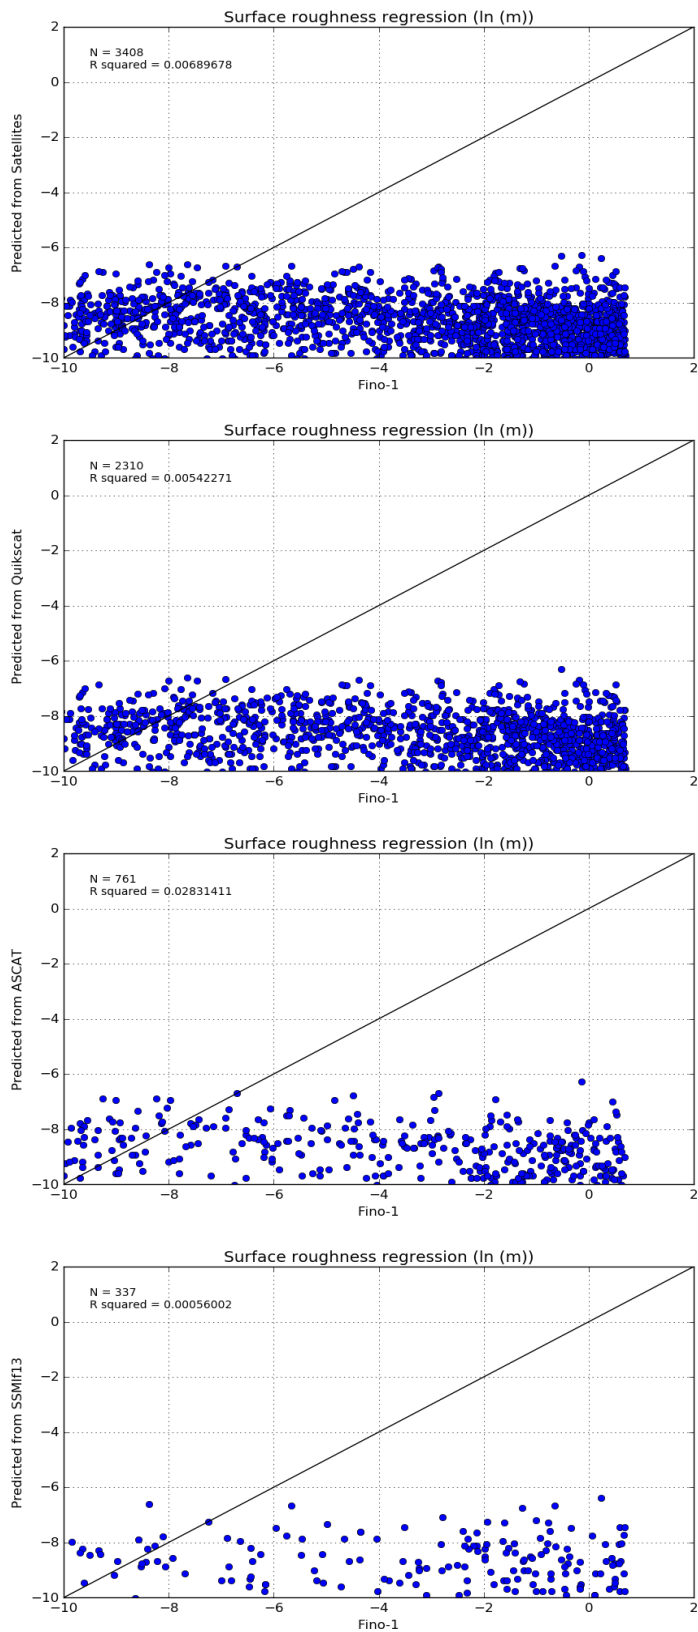 Surface roughness regression (ln (m))
2
N = 3408
R squared = 0.00689678
0
−2
Predicted from Satellites
−4
−6
−8
−10
−10 −8 −6 −4 −2 0 2
Fino-1
Surface roughness regression (ln (m))
2
N = 2310
R squared = 0.00542271
0
−2
Predicted from Quikscat
−4
−6
−8
−10
−10 −8 −6 −4 −2 0 2
Fino-1
Surface roughness regression (ln (m))
2
N = 761
R squared = 0.02831411
0
−2
Predicted from ASCAT
−4
−6
−8
−10
−10 −8 −6 −4 −2 0 2
Fino-1
Surface roughness regression (ln (m))
2
N = 337
R squared = 0.00056002
0
−2
Predicted from SSMIf13
−4
−6
−8
−10
−10 −8 −6 −4 −2 0 2
Fino-1